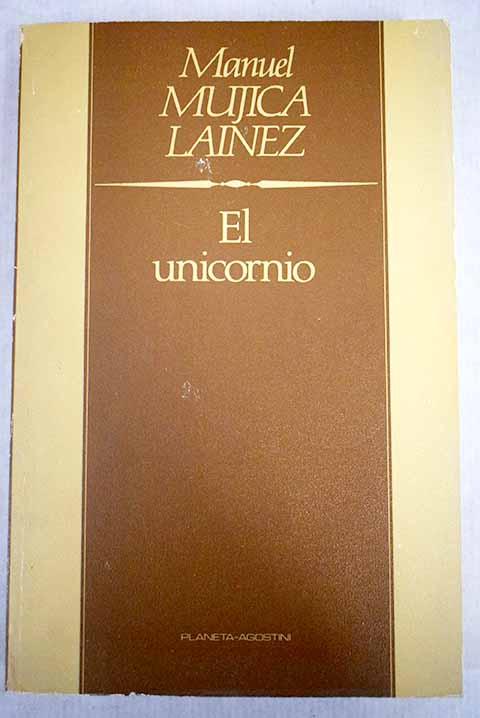 Manuel
MUJICA
LAINEZ
El
unicornio
PLANETA-AGOSTINI